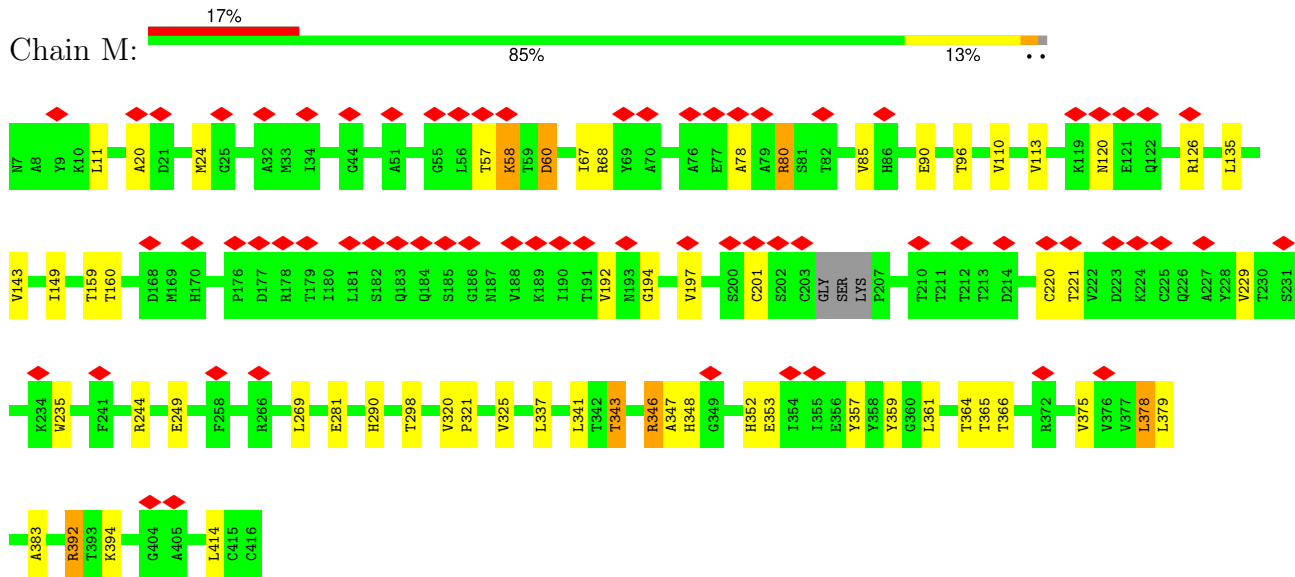 17%
Chain M:
85% 13% ..
N7 A8 Y9 K10 L11 A20 D21 M24 G25 A32 M33 I34 G44 A51 G55 L56 T57 K58 T59 D60 I67 R68 Y69 A70 A76 E77 A78 A79 R80 S81 T82 V85 H86 E90 T96 V110 V113 K119 N120 E121 Q122 R126 L135
V143 I149 T159 T160 D168 M169 H170 P176 D177 R178 T179 I180 L181 S182 Q183 Q184 S185 G186 N187 V188 K189 I190 T191 V192 N193 G194 V197 S200 C201 S202 C203 GLY SER LYS P207 T210 T211 T212 T213 D214 C220 T221 V222 D223 K224 C225 Q226 A227 Y228 V229 T230 S231
K234 W235 F241 R244 E249 F258 R266 L269 E281 H290 T298 V320 P321 V325 L337 L341 T342 T343 R346 A347 H348 G349 H352 E353 I354 I355 E356 Y357 Y358 Y359 G360 L361 T364 T365 T366 R372 V375 V376 V377 L378 L379
A383 R392 T393 K394 G404 A405 L414 C415 C416